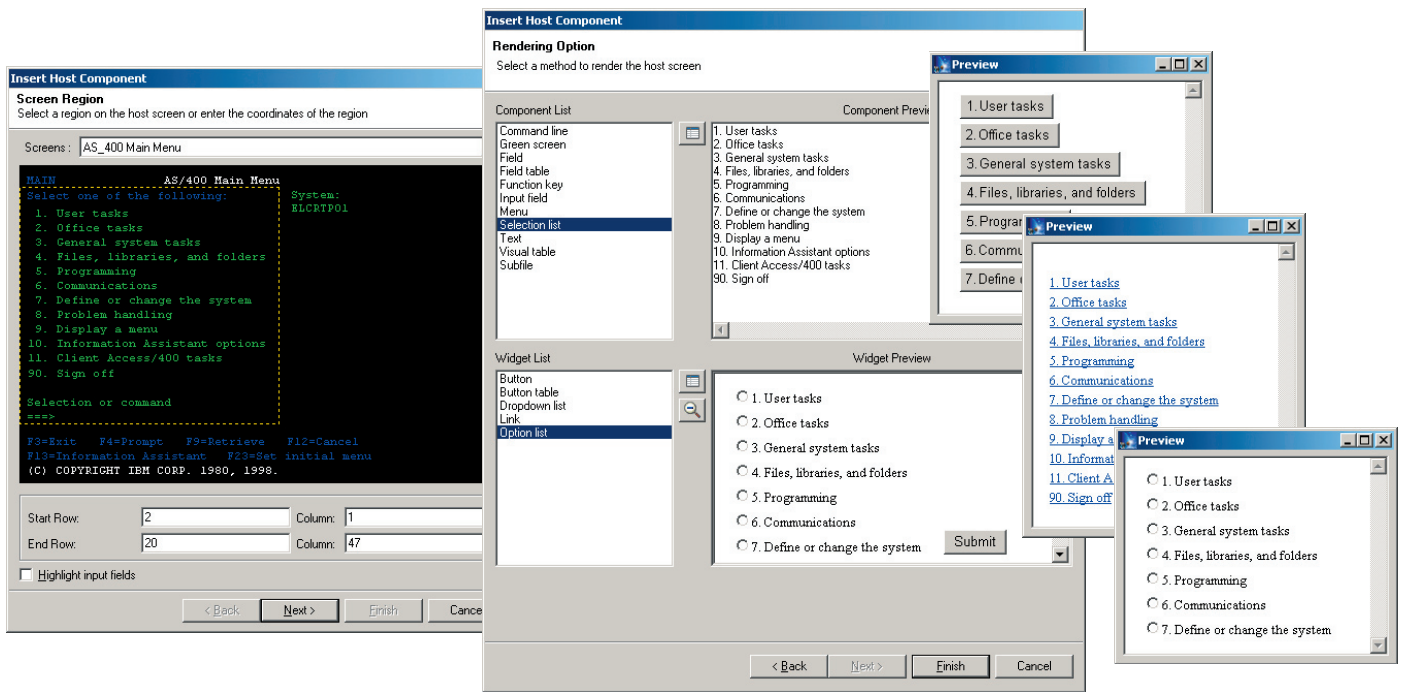 Insert Host Component
Screen Region
Select a region on the host screen or enter the coordinates of the region
Screens : AS_400 Main Menu
MAIN AS/400 Main Menu
Select one of the following: System:
ELCRTP01
1. User tasks
2. Office tasks
3. General system tasks
4. Files, libraries, and folders
5. Programming
6. Communications
7. Define or change the system
8. Problem handling
9. Display a menu
10. Information Assistant options
11. Client Access/400 tasks
90. Sign off
Selection or command
===>
F3=Exit F4=Prompt F9=Retrieve F12=Cancel
F13=Information Assistant F23=Set initial menu
(C) COPYRIGHT IBM CORP. 1980, 1998.
Start Row: 2 Column: 1
End Row: 20 Column: 47
Highlight input fields
< Back Next > Finish Cance
Insert Host Component
Rendering Option
Select a method to render the host screen
Component List
Command line
Green screen
Field
Field table
Function key
Input field
Menu
Selection list
Text
Visual table
Subfile
Component Previe
1. User tasks
2. Office tasks
3. General system tasks
4. Files, libraries, and folders
5. Programming
6. Communications
7. Define or change the system
8. Problem handling
9. Display a menu
10. Information Assistant options
11. Client Access/400 tasks
90. Sign off
Widget List
Button
Button table
Dropdown list
Link
Option list
Widget Preview
1. User tasks
2. Office tasks
3. General system tasks
4. Files, libraries, and folders
5. Programming
6. Communications
7. Define or change the system
Submit
< Back Next > Finish Cancel
Preview
1. User tasks
2. Office tasks
3. General system tasks
4. Files, libraries, and folders
5. Progra
6. Commu
7. Define
Preview
1. User tasks
2. Office tasks
3. General system tasks
4. Files, libraries, and folders
5. Programming
6. Communications
7. Define or change the system
8. Problem handling
9. Display a
10. Informat
11. Client A
90. Sign off
Preview
1. User tasks
2. Office tasks
3. General system tasks
4. Files, libraries, and folders
5. Programming
6. Communications
7. Define or change the system